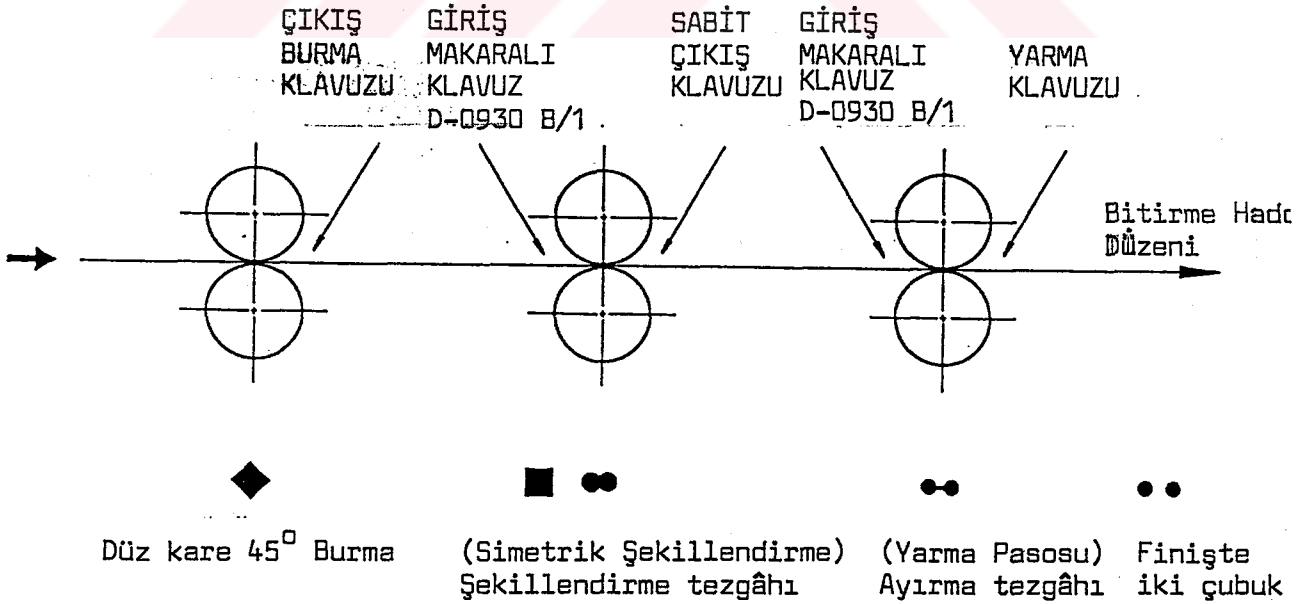 ÇIKIŞ
BURMA
KLAVUZU
GİRİŞ
MAKARALI
KLAVUZ
D-0930 B/1
SABİT
ÇIKIŞ
KLAVUZU
GİRİŞ
MAKARALI
KLAVUZ
D-0930 B/1
YARMA
KLAVUZU
Bitirme Hadd
Düzeni
Düz kare 45° Burma
(Simetrik Şekillendirme)
Şekillendirme tezgâhı
(Yarma Pasosu)
Ayırma tezgâhı
Finişte
iki çubuk